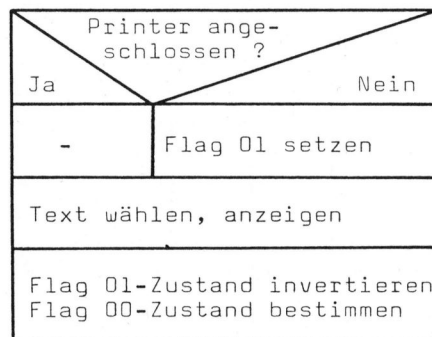 Printer ange-
schlossen ?
Ja Nein
- Flag 01 setzen
Text wählen, anzeigen
Flag 01-Zustand invertieren
Flag 00-Zustand bestimmen